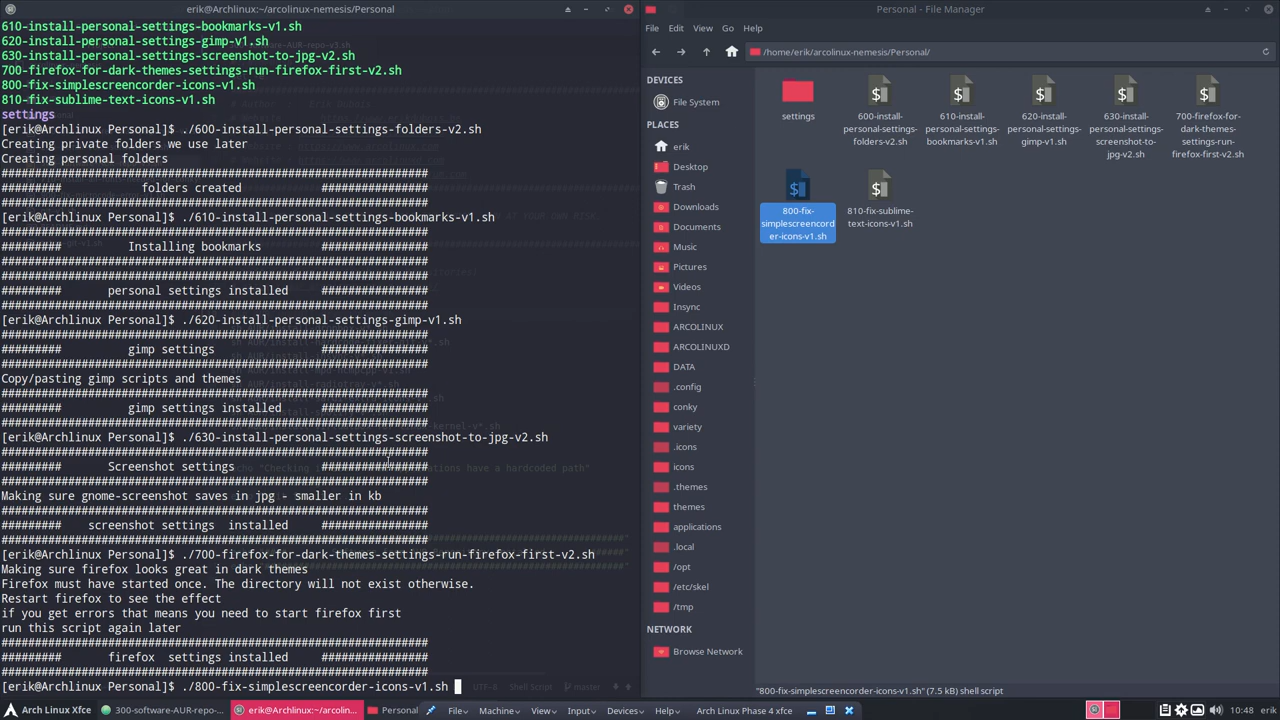 erik@Archlinux:~/arcolinux-nemesis/Personal
610-install-personal-settings-bookmarks-v1.sh
620-install-personal-settings-gimp-v1.sh
630-install-personal-settings-screenshot-to-jpg-v2.sh
700-firefox-for-dark-themes-settings-run-firefox-first-v2.sh
800-fix-simplescreencorder-icons-v1.sh
810-fix-sublime-text-icons-v1.sh
settings
[erik@Archlinux Personal]$ ./600-install-personal-settings-folders-v2.sh
Creating private folders we use later
Creating personal folders
################################################################
#########            folders created            ################
################################################################
[erik@Archlinux Personal]$ ./610-install-personal-settings-bookmarks-v1.sh
################################################################
#########          Installing bookmarks         ################
################################################################
################################################################
#########       personal settings installed     ################
################################################################
[erik@Archlinux Personal]$ ./620-install-personal-settings-gimp-v1.sh
################################################################
#########          gimp settings                ################
################################################################
Copy/pasting gimp scripts and themes
################################################################
#########          gimp settings installed      ################
################################################################
[erik@Archlinux Personal]$ ./630-install-personal-settings-screenshot-to-jpg-v2.sh
################################################################
#########       Screenshot settings             ################
################################################################
Making sure gnome-screenshot saves in jpg - smaller in kb
################################################################
#########    screenshot settings  installed     ################
################################################################
[erik@Archlinux Personal]$ ./700-firefox-for-dark-themes-settings-run-firefox-first-v2.sh
Making sure firefox looks great in dark themes
Firefox must have started once. The directory will not exist otherwise.
Restart firefox to see the effect
if you get errors that means you need to start firefox first
run this script again later
################################################################
#########       firefox  settings installed     ################
################################################################
[erik@Archlinux Personal]$ ./800-fix-simplescreencorder-icons-v1.sh
UTF-8 Shell Script master
Personal - File Manager
File Edit View Go Help
/home/erik/arcolinux-nemesis/Personal/
DEVICES
File System
PLACES
erik
Desktop
Trash
Downloads
Documents
Music
Pictures
Videos
Insync
ARCOLINUX
ARCOLINUXD
DATA
.config
conky
variety
.icons
icons
.themes
themes
applications
.local
/opt
/etc/skel
/tmp
NETWORK
Browse Network
settings
600-install-
personal-settings-
folders-v2.sh
610-install-
personal-settings-
bookmarks-v1.sh
620-install-
personal-settings-
gimp-v1.sh
630-install-
personal-settings-
screenshot-to-
jpg-v2.sh
700-firefox-for-
dark-themes-
settings-run-
firefox-first-v2.sh
800-fix-
simplescreencord
er-icons-v1.sh
810-fix-sublime-
text-icons-v1.sh
"800-fix-simplescreencorder-icons-v1.sh" (7.5 kB) shell script
Arch Linux Xfce 300-software-AUR-repo-... erik@Archlinux:~/arcolin... Personal File Machine View Input Devices Help Arch Linux Phase 4 xfce 10:48 erik